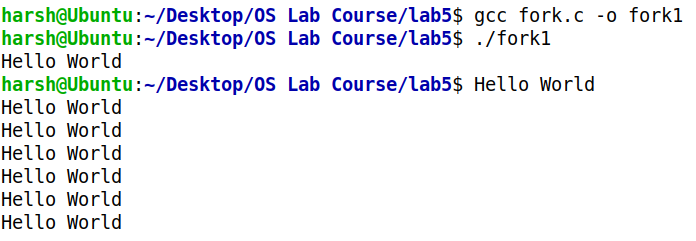 harsh@Ubuntu:~/Desktop/OS Lab Course/lab5$ gcc fork.c -o fork1
harsh@Ubuntu:~/Desktop/OS Lab Course/lab5$ ./fork1
Hello World
harsh@Ubuntu:~/Desktop/OS Lab Course/lab5$ Hello World
Hello World
Hello World
Hello World
Hello World
Hello World
Hello World